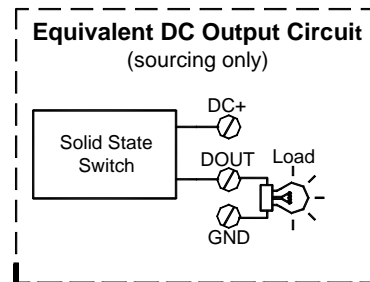 Equivalent DC Output Circuit
(sourcing only)
DC+
Solid State
Switch
DOUT
Load
GND